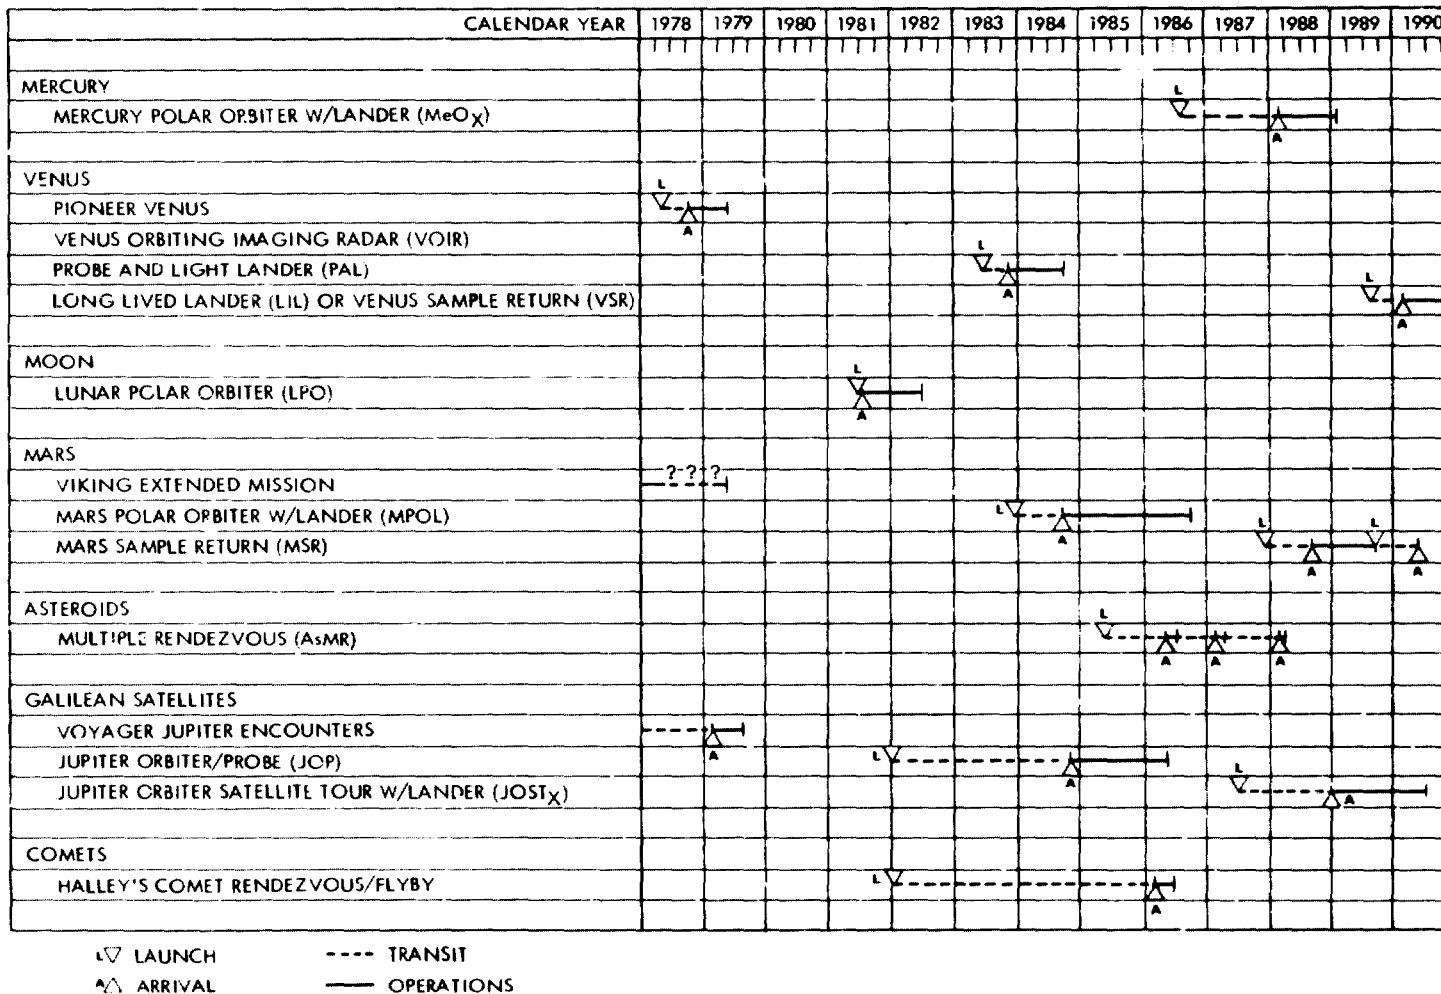 CALENDAR YEAR 1978 1979 1980 1981 1982 1983 1984 1985 1986 1987 1988 1989 1990
MERCURY
L
MERCURY POLAR ORBITER W/LANDER (MeOX)
A
VENUS
L
PIONEER VENUS
A
VENUS ORBITING IMAGING RADAR (VOIR)
L
PROBE AND LIGHT LANDER (PAL)
A
L
LONG LIVED LANDER (LIL) OR VENUS SAMPLE RETURN (VSR)
A
MOON
L
LUNAR POLAR ORBITER (LPO)
A
MARS
? ? ?
VIKING EXTENDED MISSION
MARS POLAR ORBITER W/LANDER (MPOL) L
A
L L
MARS SAMPLE RETURN (MSR)
A A
ASTEROIDS
L
MULTIPLE RENDEZVOUS (AsMR)
A A A
GALILEAN SATELLITES
VOYAGER JUPITER ENCOUNTERS
A
JUPITER ORBITER/PROBE (JOP) L
A
L
JUPITER ORBITER SATELLITE TOUR W/LANDER (JOSTX) A
COMETS
HALLEY'S COMET RENDEZVOUS/FLYBY L
A
L LAUNCH ---- TRANSIT
A ARRIVAL — OPERATIONS